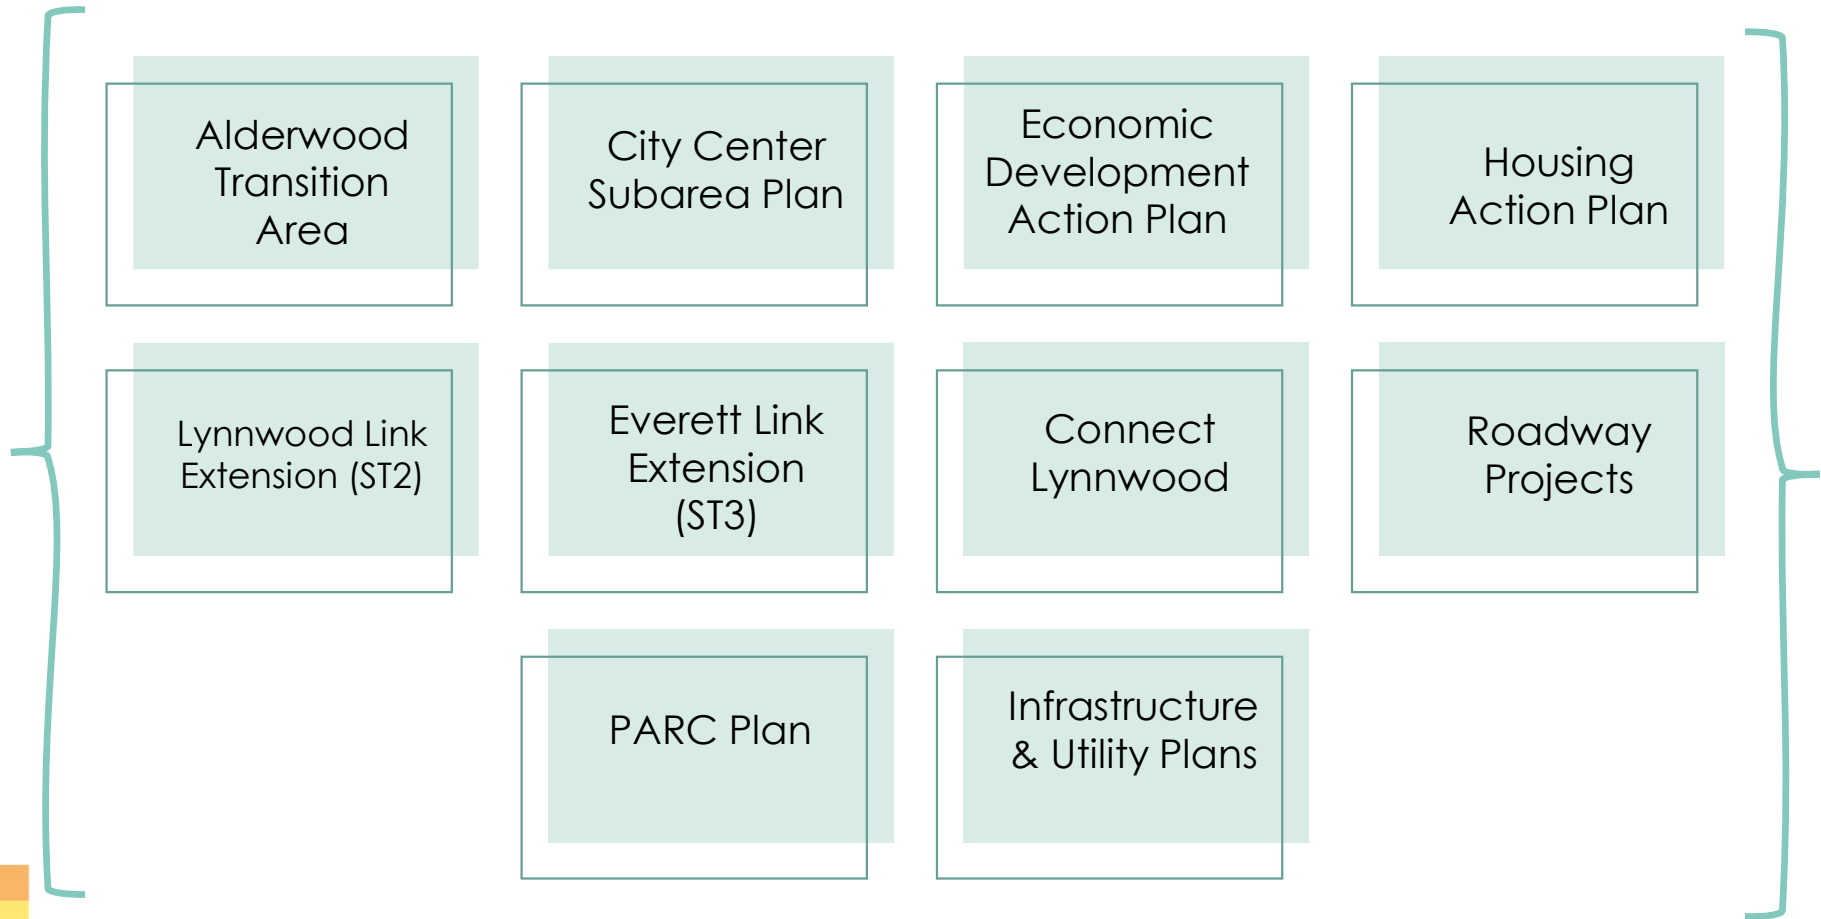 Alderwood
Transition
Area
City Center
Subarea Plan
Economic
Development
Action Plan
Housing
Action Plan
Lynnwood Link
Extension (ST2)
Everett Link
Extension
(ST3)
Connect
Lynnwood
Roadway
Projects
PARC Plan
Infrastructure
& Utility Plans